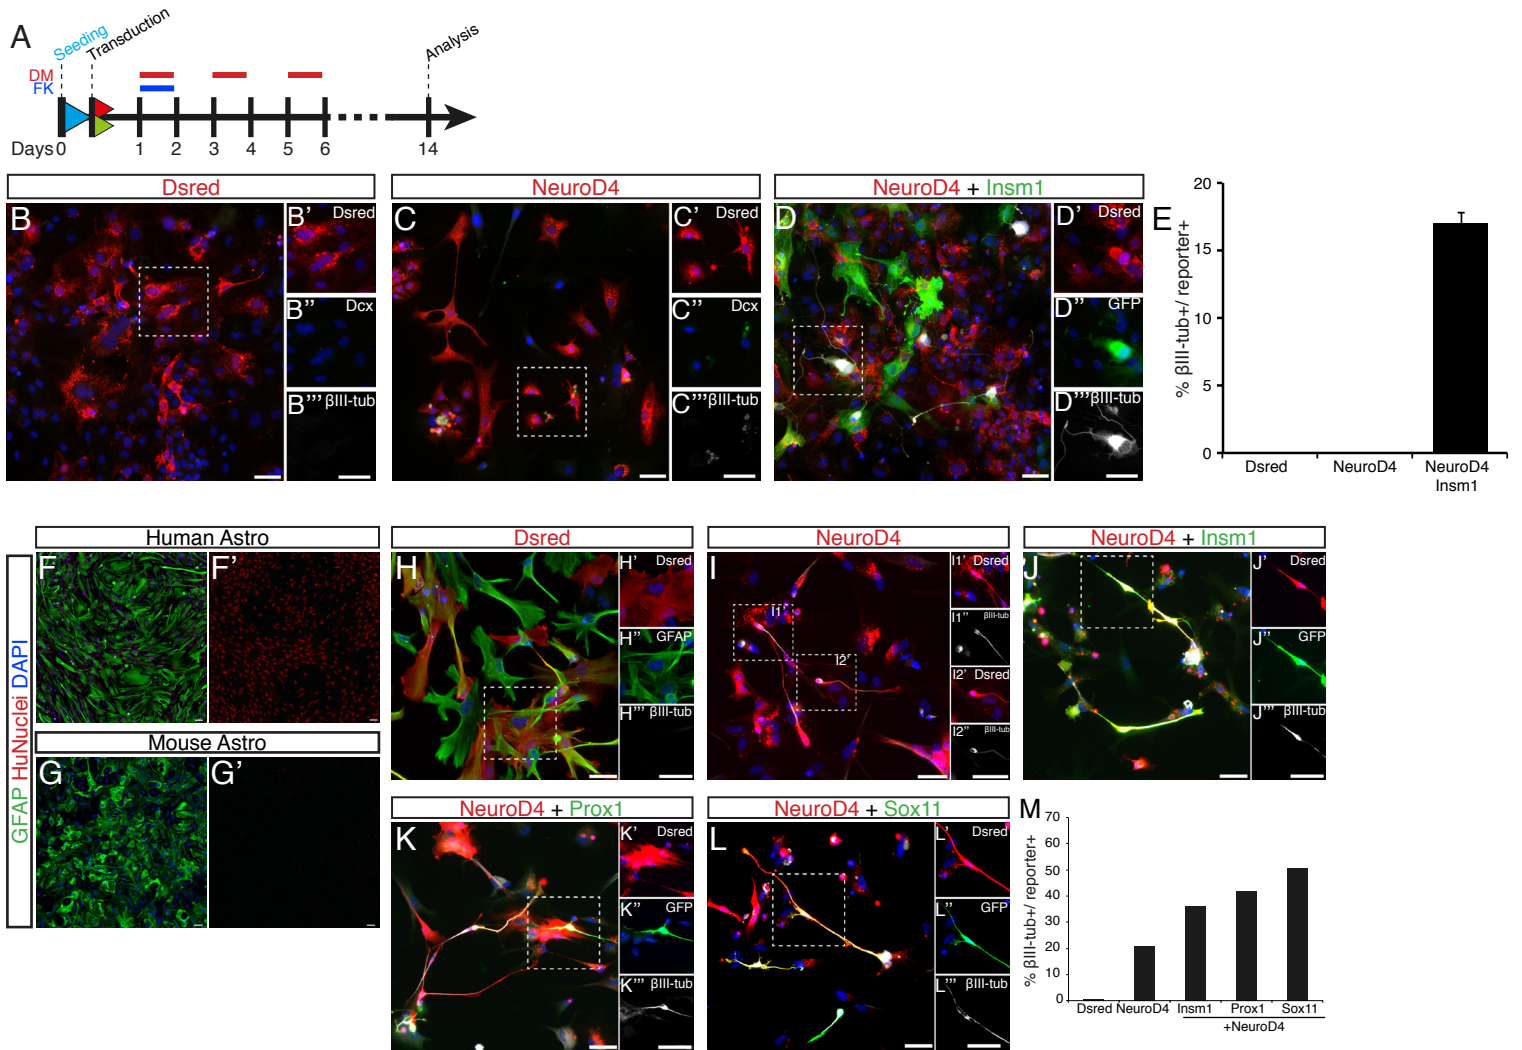 A
Seeding
Transduction
Analysis
DM
FK
Days 0 1 2 3 4 5 6 14
Dsred
B
B' Dsred
B'' Dcx
B''' βIII-tub
NeuroD4
C
C' Dsred
C'' Dcx
C''' βIII-tub
NeuroD4 + Insm1
D
D' Dsred
D'' GFP
D''' βIII-tub
E
% βIII-tub+/ reporter+
20
15
10
5
0
Dsred NeuroD4 NeuroD4
Insm1
GFAP HuNuclei DAPI
Human Astro
F F'
Mouse Astro
G G'
Dsred
H
H' Dsred
H'' GFAP
H''' βIII-tub
NeuroD4
I
I1'
I2'
I1' Dsred
I1'' βIII-tub
I2' Dsred
I2'' βIII-tub
NeuroD4 + Insm1
J
J' Dsred
J'' GFP
J''' βIII-tub
NeuroD4 + Prox1
K
K' Dsred
K'' GFP
K''' βIII-tub
NeuroD4 + Sox11
L
L' Dsred
L'' GFP
L''' βIII-tub
M
% βIII-tub+/ reporter+
70
60
50
40
30
20
10
0
Dsred NeuroD4 Insm1 Prox1 Sox11
+NeuroD4